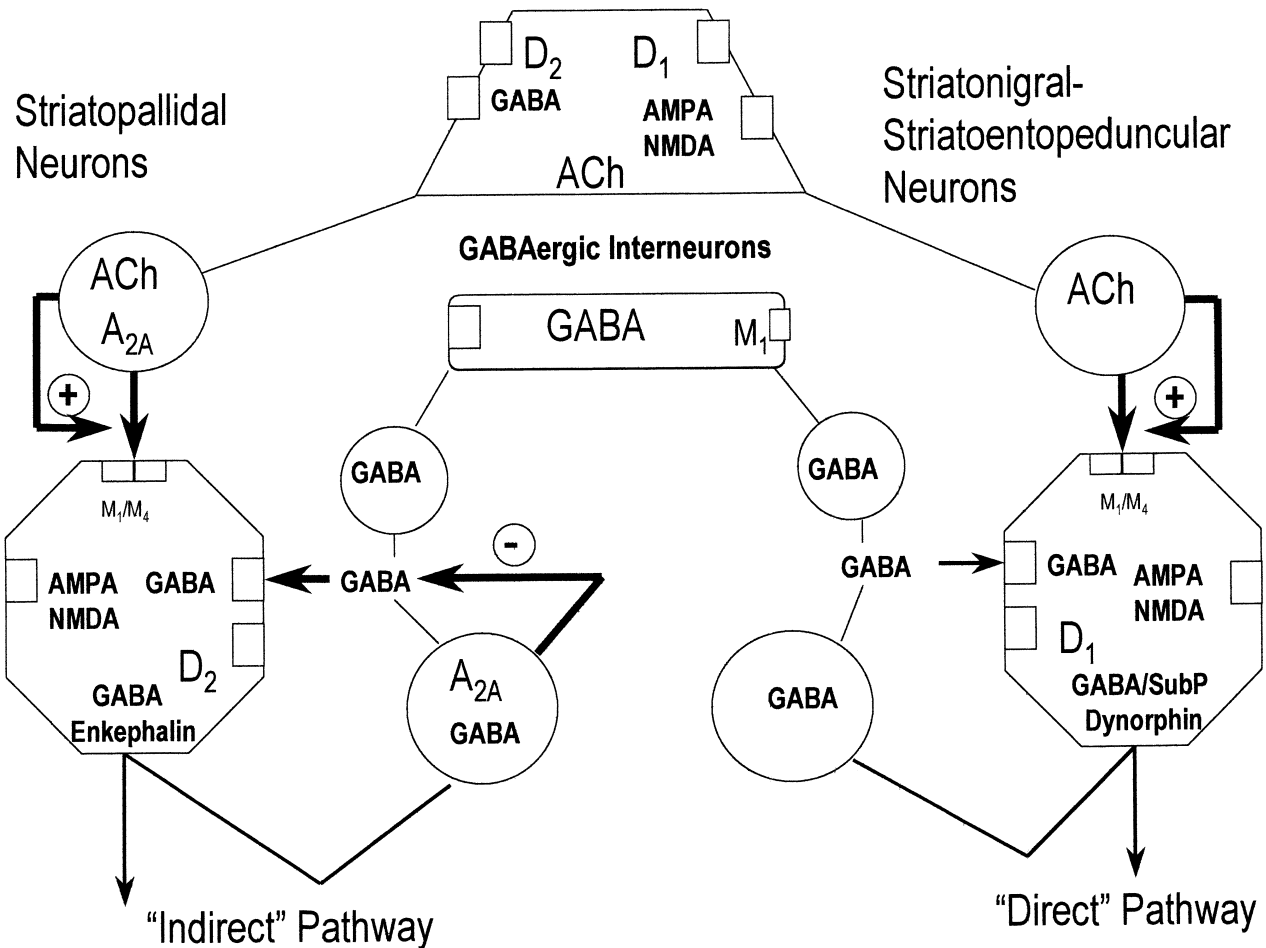 D2
D1
GABA
AMPA
NMDA
ACh
Striatopallidal
Neurons
Striatonigral-
Striatoentopeduncular
Neurons
GABAergic Interneurons
ACh
A2A
GABA
M1
ACh
+
+
GABA
GABA
M1/M4
M1/M4
-
AMPA
NMDA
GABA
GABA
GABA
GABA
AMPA
NMDA
D2
D1
GABA
Enkephalin
A2A
GABA
GABA
GABA/SubP
Dynorphin
“Indirect” Pathway
“Direct” Pathway